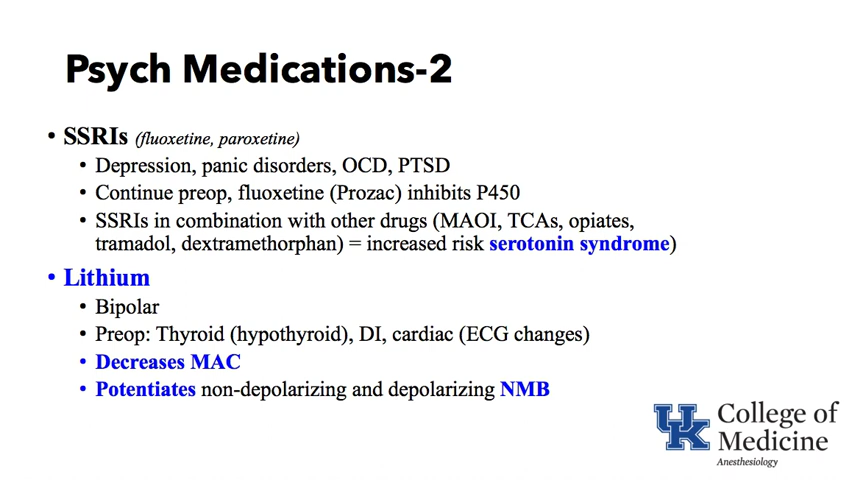 Psych Medications-2
• SSRIs (fluoxetine, paroxetine)
• Depression, panic disorders, OCD, PTSD
• Continue preop, fluoxetine (Prozac) inhibits P450
• SSRIs in combination with other drugs (MAOI, TCAs, opiates,
tramadol, dextramethorphan) = increased risk serotonin syndrome)
• Lithium
• Bipolar
• Preop: Thyroid (hypothyroid), DI, cardiac (ECG changes)
• Decreases MAC
• Potentiates non-depolarizing and depolarizing NMB
UK
College of
Medicine
Anesthesiology